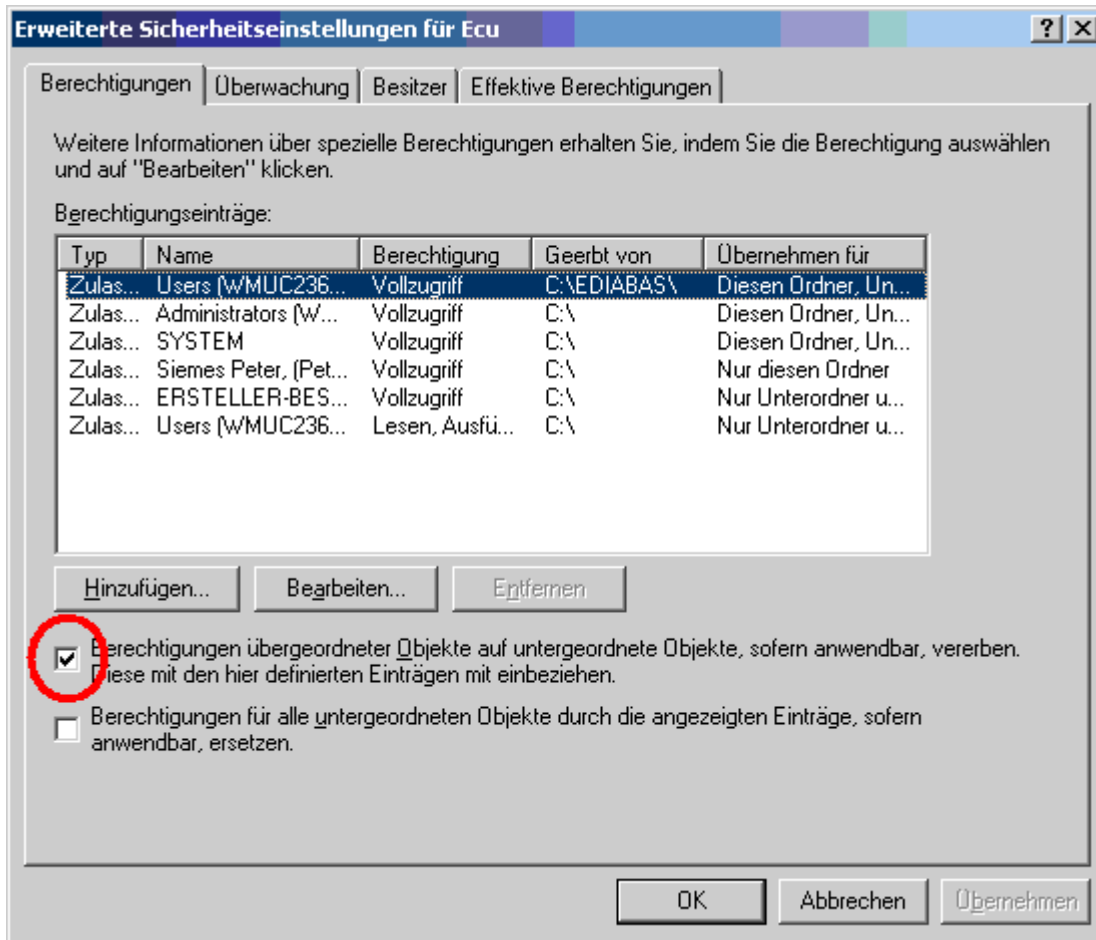 Erweiterte Sicherheitseinstellungen für Ecu
Berechtigungen Überwachung Besitzer Effektive Berechtigungen
Weitere Informationen über spezielle Berechtigungen erhalten Sie, indem Sie die Berechtigung auswählen
und auf "Bearbeiten" klicken.
Berechtigungseinträge:
Typ Name Berechtigung Geerbt von Übernehmen für
Zulas... Users (WMUC236... Vollzugriff C:\EDIABAS\ Diesen Ordner, Un...
Zulas... Administrators (W... Vollzugriff C:\ Diesen Ordner, Un...
Zulas... SYSTEM Vollzugriff C:\ Diesen Ordner, Un...
Zulas... Siemes Peter, (Pet... Vollzugriff C:\ Nur diesen Ordner
Zulas... ERSTELLER-BES... Vollzugriff C:\ Nur Unterordner u...
Zulas... Users (WMUC236... Lesen, Ausfü... C:\ Nur Unterordner u...
Hinzufügen... Bearbeiten... Entfernen
Berechtigungen übergeordneter Objekte auf untergeordnete Objekte, sofern anwendbar, vererben.
Diese mit den hier definierten Einträgen mit einbeziehen.
Berechtigungen für alle untergeordneten Objekte durch die angezeigten Einträge, sofern
anwendbar, ersetzen.
OK Abbrechen Übernehmen